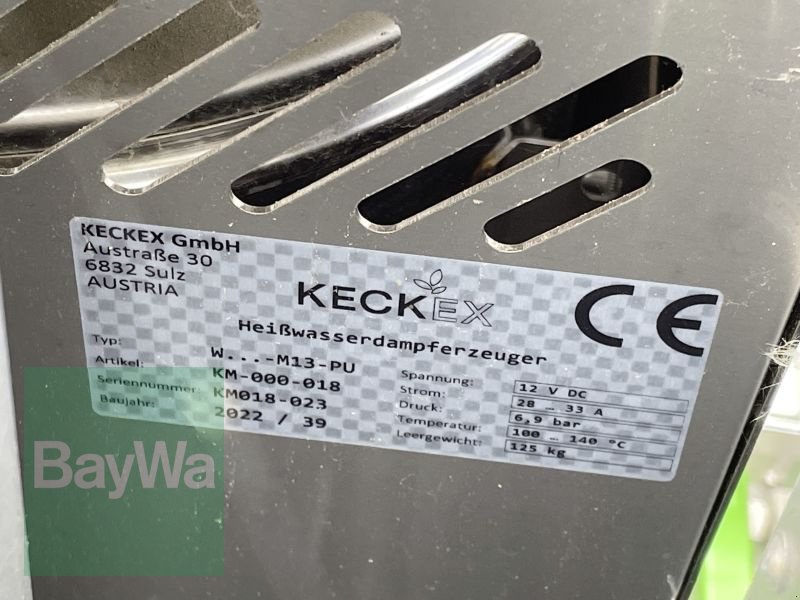 KECKEX GmbH
Austraße 30
6832 Sulz
AUSTRIA
KECKEX
CE
Heißwasserdampferzeuger
Typ: W...-M13-PU
Artikel: KM-000-018
Seriennummer: KM018-023
Baujahr: 2022 / 39
Spannung: 12 V DC
Strom: 28 … 33 A
Druck: 6,9 bar
Temperatur: 100 … 140 °C
Leergewicht: 125 kg
BayWa